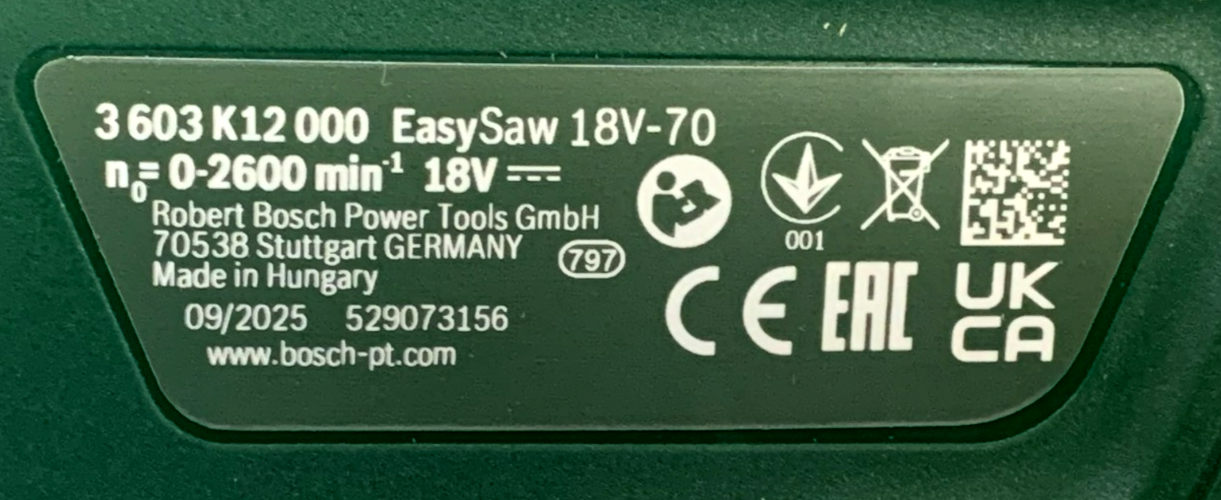 3 603 K12 000 EasySaw 18V-70
n₀= 0-2600 min⁻¹ 18V ⎓
Robert Bosch Power Tools GmbH
70538 Stuttgart GERMANY
797
Made in Hungary
09/2025 529073156
www.bosch-pt.com
001
CE EAC UK
CA